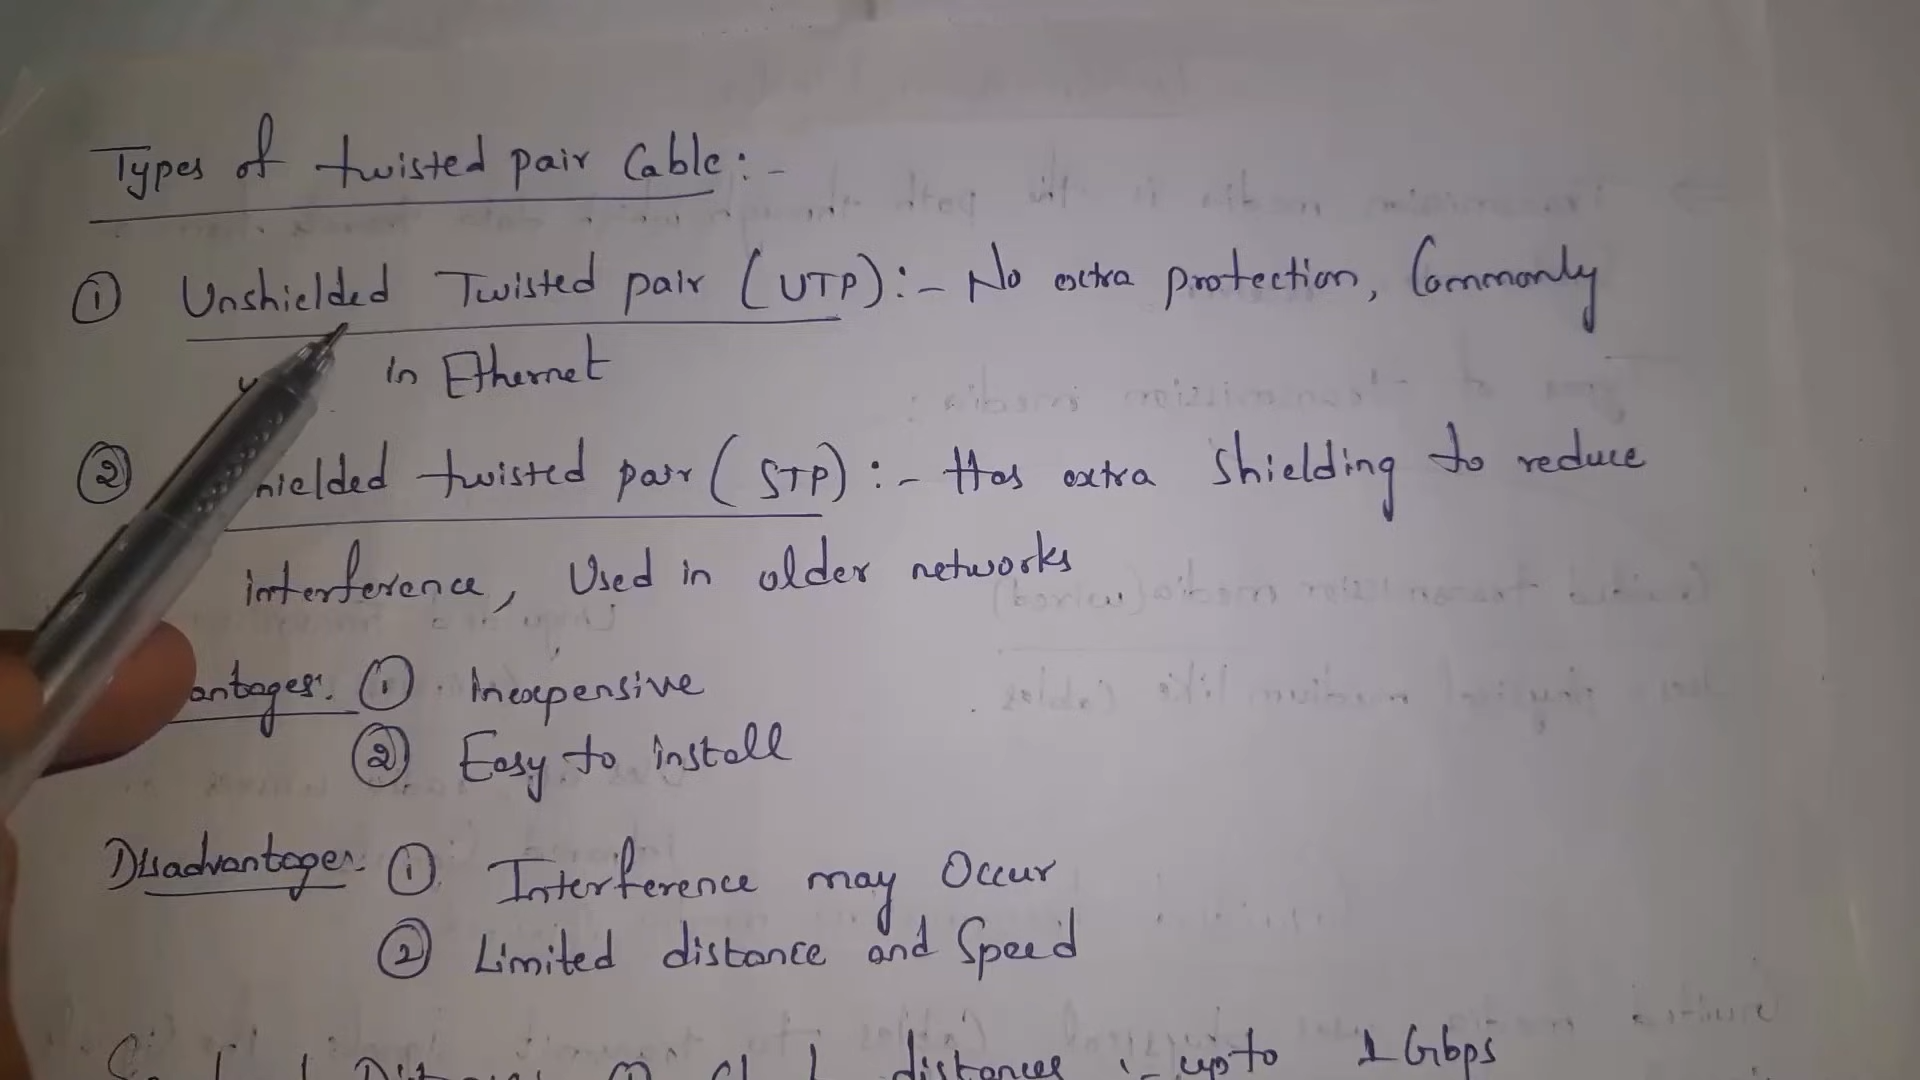 Types of twisted pair Cable:-
① Unshielded Twisted pair (UTP):- No extra protection, Commonly
in Ethernet
② hielded twisted pair (STP):- Has extra Shielding to reduce
interference, Used in older networks
antages: ① Inexpensive
② Easy to install
Disadvantages: ① Interference may Occur
② Limited distance and Speed
distances :- upto 1 Gbps